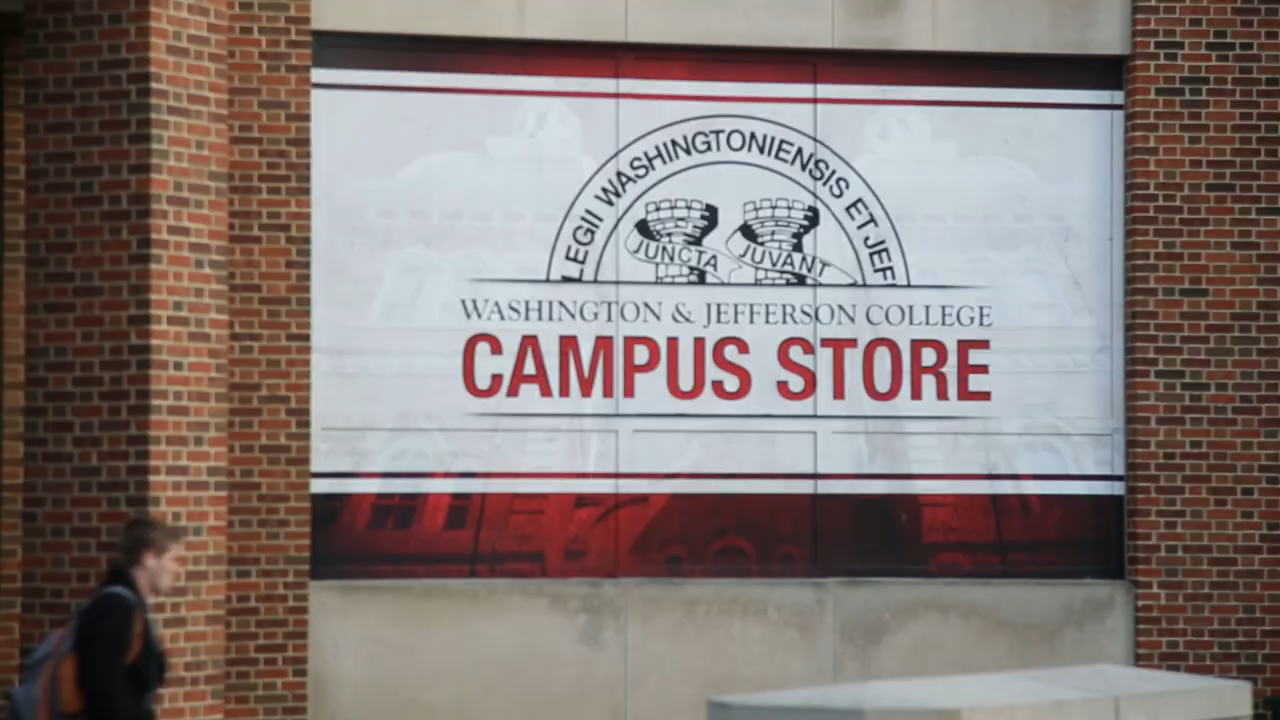 LEGII WASHINGTONIENSIS ET JEF
JUNCTA JUVANT
WASHINGTON & JEFFERSON COLLEGE
CAMPUS STORE